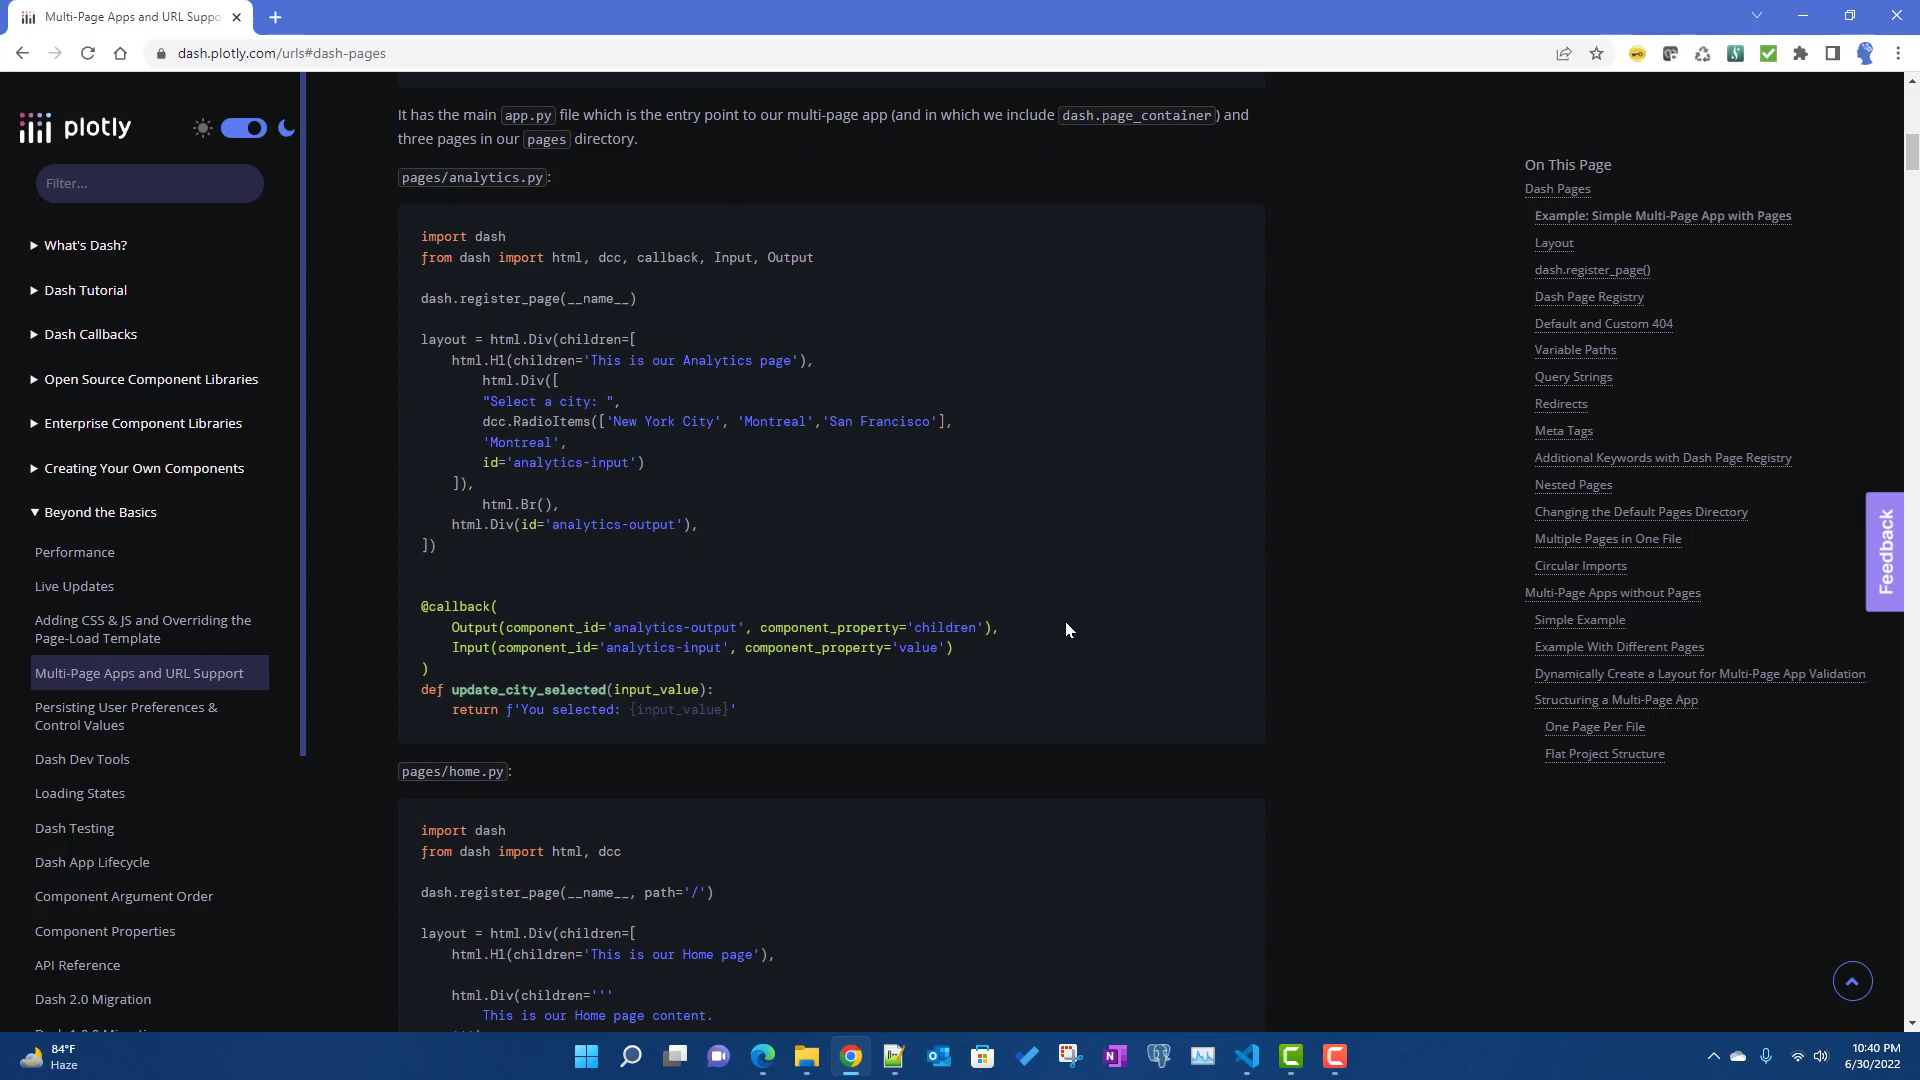 Multi-Page Apps and URL Suppo
dash.plotly.com/urls#dash-pages
plotly
Filter...
What's Dash?
Dash Tutorial
Dash Callbacks
Open Source Component Libraries
Enterprise Component Libraries
Creating Your Own Components
Beyond the Basics
Performance
Live Updates
Adding CSS & JS and Overriding the
Page-Load Template
Multi-Page Apps and URL Support
Persisting User Preferences &
Control Values
Dash Dev Tools
Loading States
Dash Testing
Dash App Lifecycle
Component Argument Order
Component Properties
API Reference
Dash 2.0 Migration
It has the main app.py file which is the entry point to our multi-page app (and in which we include dash.page_container) and
three pages in our pages directory.
pages/analytics.py:
import dash
from dash import html, dcc, callback, Input, Output
dash.register_page(__name__)
layout = html.Div(children=[
html.H1(children='This is our Analytics page'),
html.Div([
"Select a city: ",
dcc.RadioItems(['New York City', 'Montreal','San Francisco'],
'Montreal',
id='analytics-input')
]),
html.Br(),
html.Div(id='analytics-output'),
])
@callback(
Output(component_id='analytics-output', component_property='children'),
Input(component_id='analytics-input', component_property='value')
)
def update_city_selected(input_value):
return f'You selected: {input_value}'
pages/home.py:
import dash
from dash import html, dcc
dash.register_page(__name__, path='/')
layout = html.Div(children=[
html.H1(children='This is our Home page'),
html.Div(children='''
This is our Home page content.
On This Page
Dash Pages
Example: Simple Multi-Page App with Pages
Layout
dash.register_page()
Dash Page Registry
Default and Custom 404
Variable Paths
Query Strings
Redirects
Meta Tags
Additional Keywords with Dash Page Registry
Nested Pages
Changing the Default Pages Directory
Multiple Pages in One File
Circular Imports
Multi-Page Apps without Pages
Simple Example
Example With Different Pages
Dynamically Create a Layout for Multi-Page App Validation
Structuring a Multi-Page App
One Page Per File
Flat Project Structure
Feedback
84°F
Haze
10:40 PM
6/30/2022